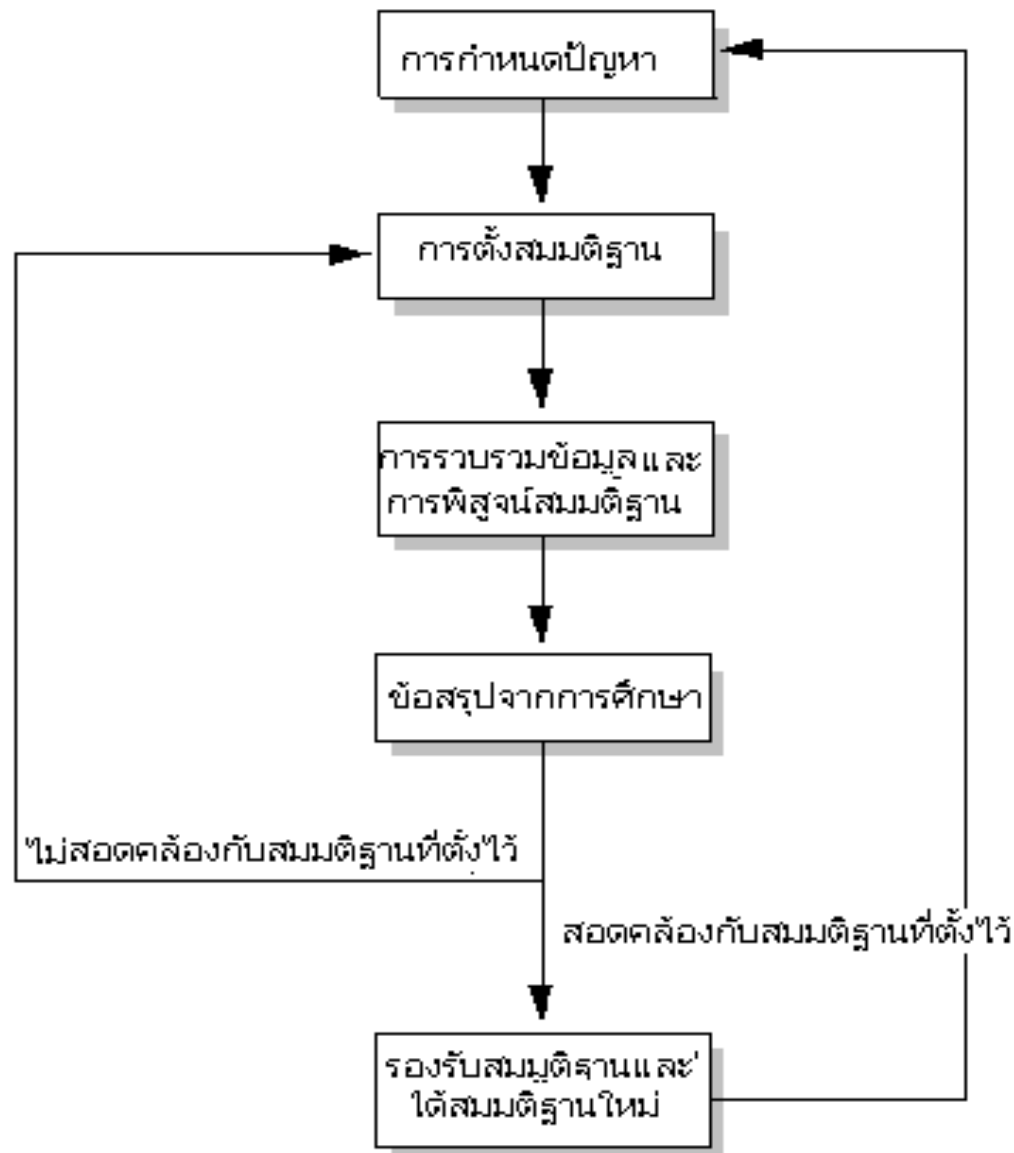 การกำหนดปัญหา
การตั้งสมมติฐาน
การรวบรวมข้อมูลและ
การพิสูจน์สมมติฐาน
ข้อสรุปจากการศึกษา
ไม่สอดคล้องกับสมมติฐานที่ตั้งไว้
สอดคล้องกับสมมติฐานที่ตั้งไว้
รองรับสมมุติฐานและ
ได้สมมติฐานใหม่